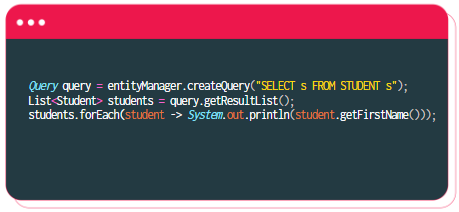 Query query = entityManager.createQuery("SELECT s FROM STUDENT s");
List<Student> students = query.getResultList();
students.forEach(student -> System.out.println(student.getFirstName()));